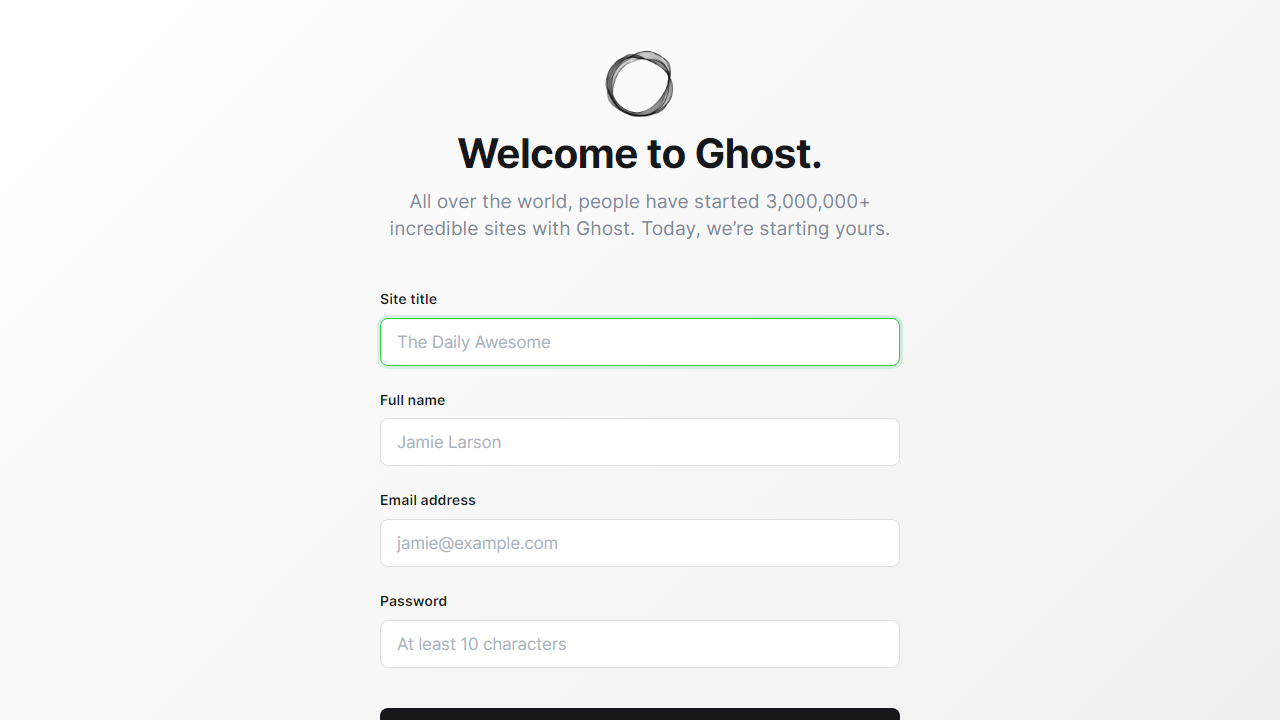 Welcome to Ghost.
All over the world, people have started 3,000,000+
incredible sites with Ghost. Today, we’re starting yours.
Site title
The Daily Awesome
Full name
Jamie Larson
Email address
jamie@example.com
Password
At least 10 characters